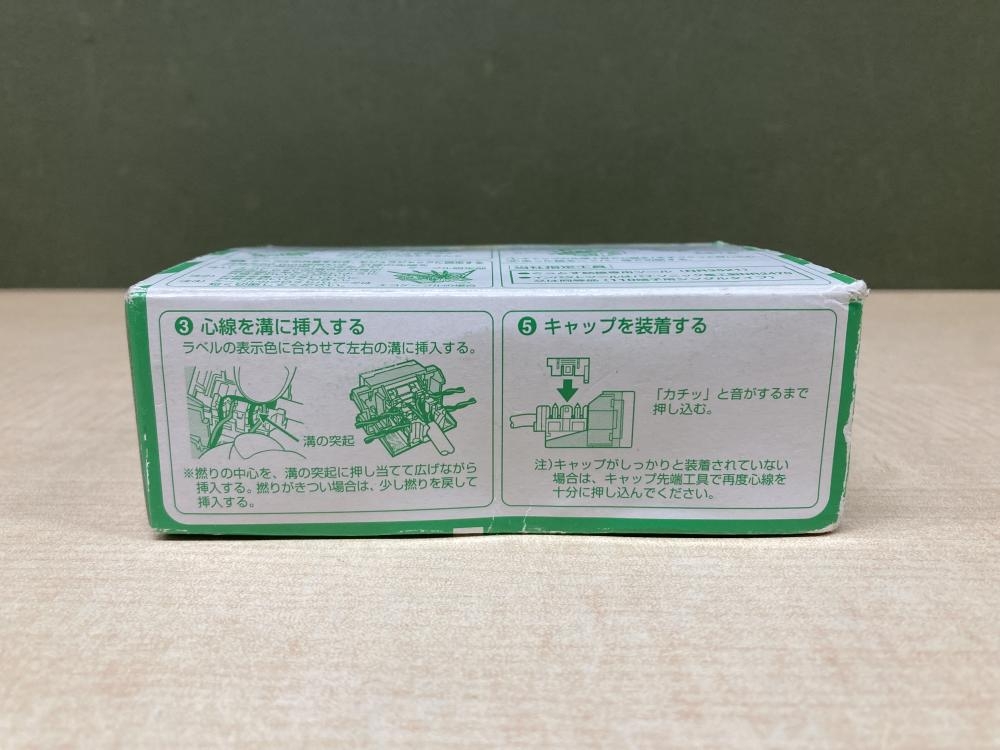 ❸ 心線を溝に挿入する
ラベルの表示色に合わせて左右の溝に挿入する。
溝の突起
※撚りの中心を、溝の突起に押し当てて広げながら
挿入する。撚りがきつい場合は、少し撚りを戻して
挿入する。
❺ キャップを装着する
「カチッ」と音がするまで
押し込む。
注)キャップがしっかりと装着されていない
場合は、キャップ先端工具で再度心線を
十分に押し込んでください。